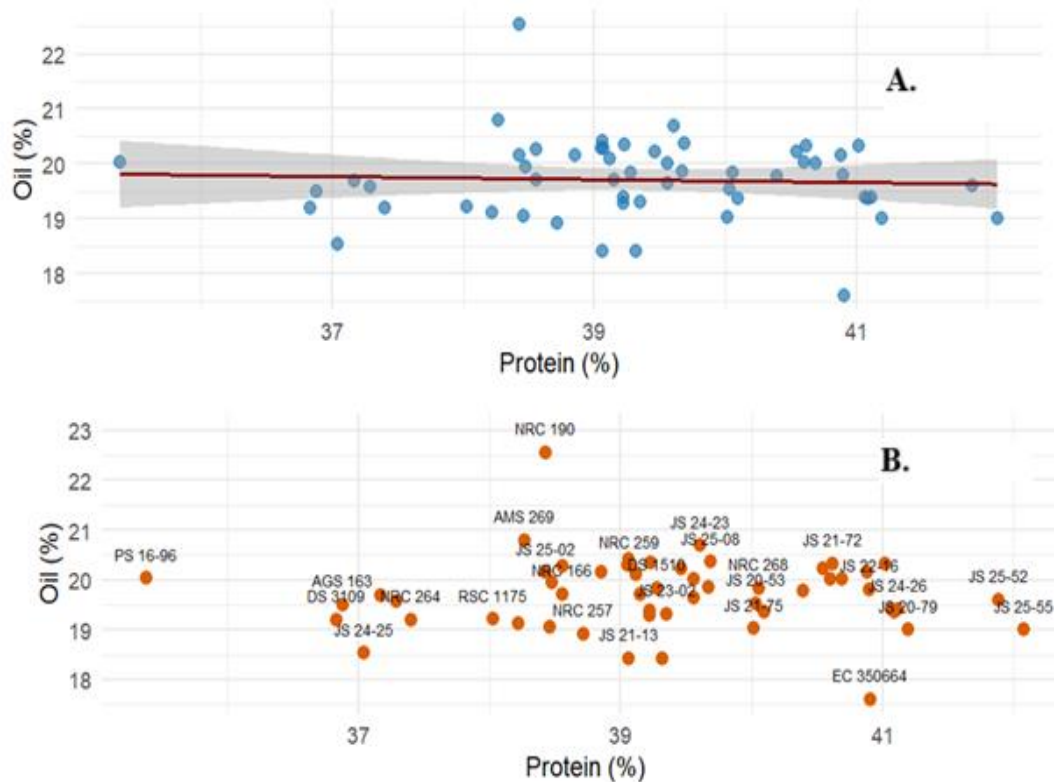 A.
22
21
20
19
18
Oil (%)
37 39 41
Protein (%)
B.
23
22
21
20
19
18
Oil (%)
NRC 190
AMS 269
JS 24-23
JS 25-02 NRC 259 JS 25-08 JS 21-72
PS 16-96 NRC 166 DS 1510 NRC 268 22-16 JS 25-52
AGS 163 JS 20-53 JS 24-26
DS 3109 NRC 264 RSC 1175 JS 23-02
NRC 257 JS 21-75 JS 20-79 JS 25-55
JS 24-25 JS 21-13
EC 350664
37 39 41
Protein (%)